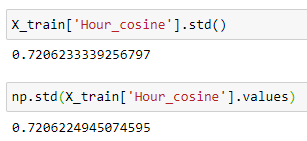 X_train['Hour_cosine'].std()
0.7206233339256797
np.std(X_train['Hour_cosine'].values)
0.7206224945074595